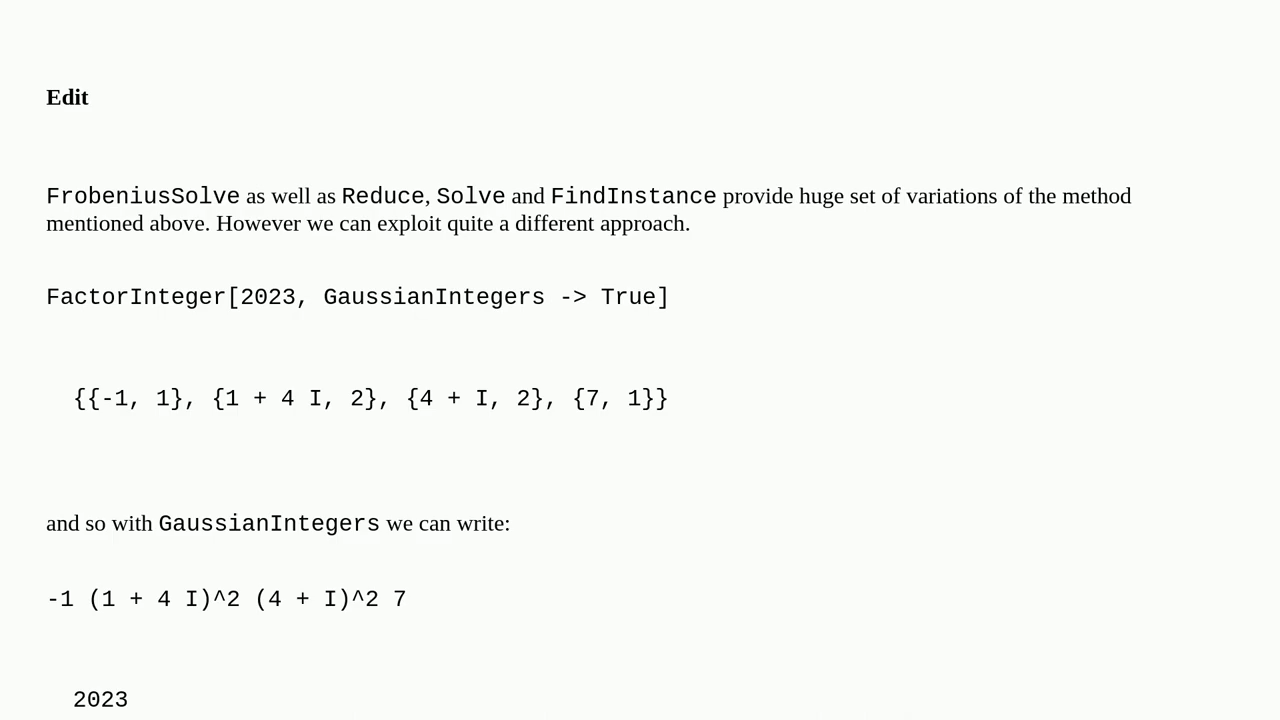 Edit
FrobeniusSolve as well as Reduce, Solve and FindInstance provide huge set of variations of the method
mentioned above. However we can exploit quite a different approach.
FactorInteger[2023, GaussianIntegers -> True]
{{-1, 1}, {1 + 4 I, 2}, {4 + I, 2}, {7, 1}}
and so with GaussianIntegers we can write:
-1 (1 + 4 I)^2 (4 + I)^2 7
2023